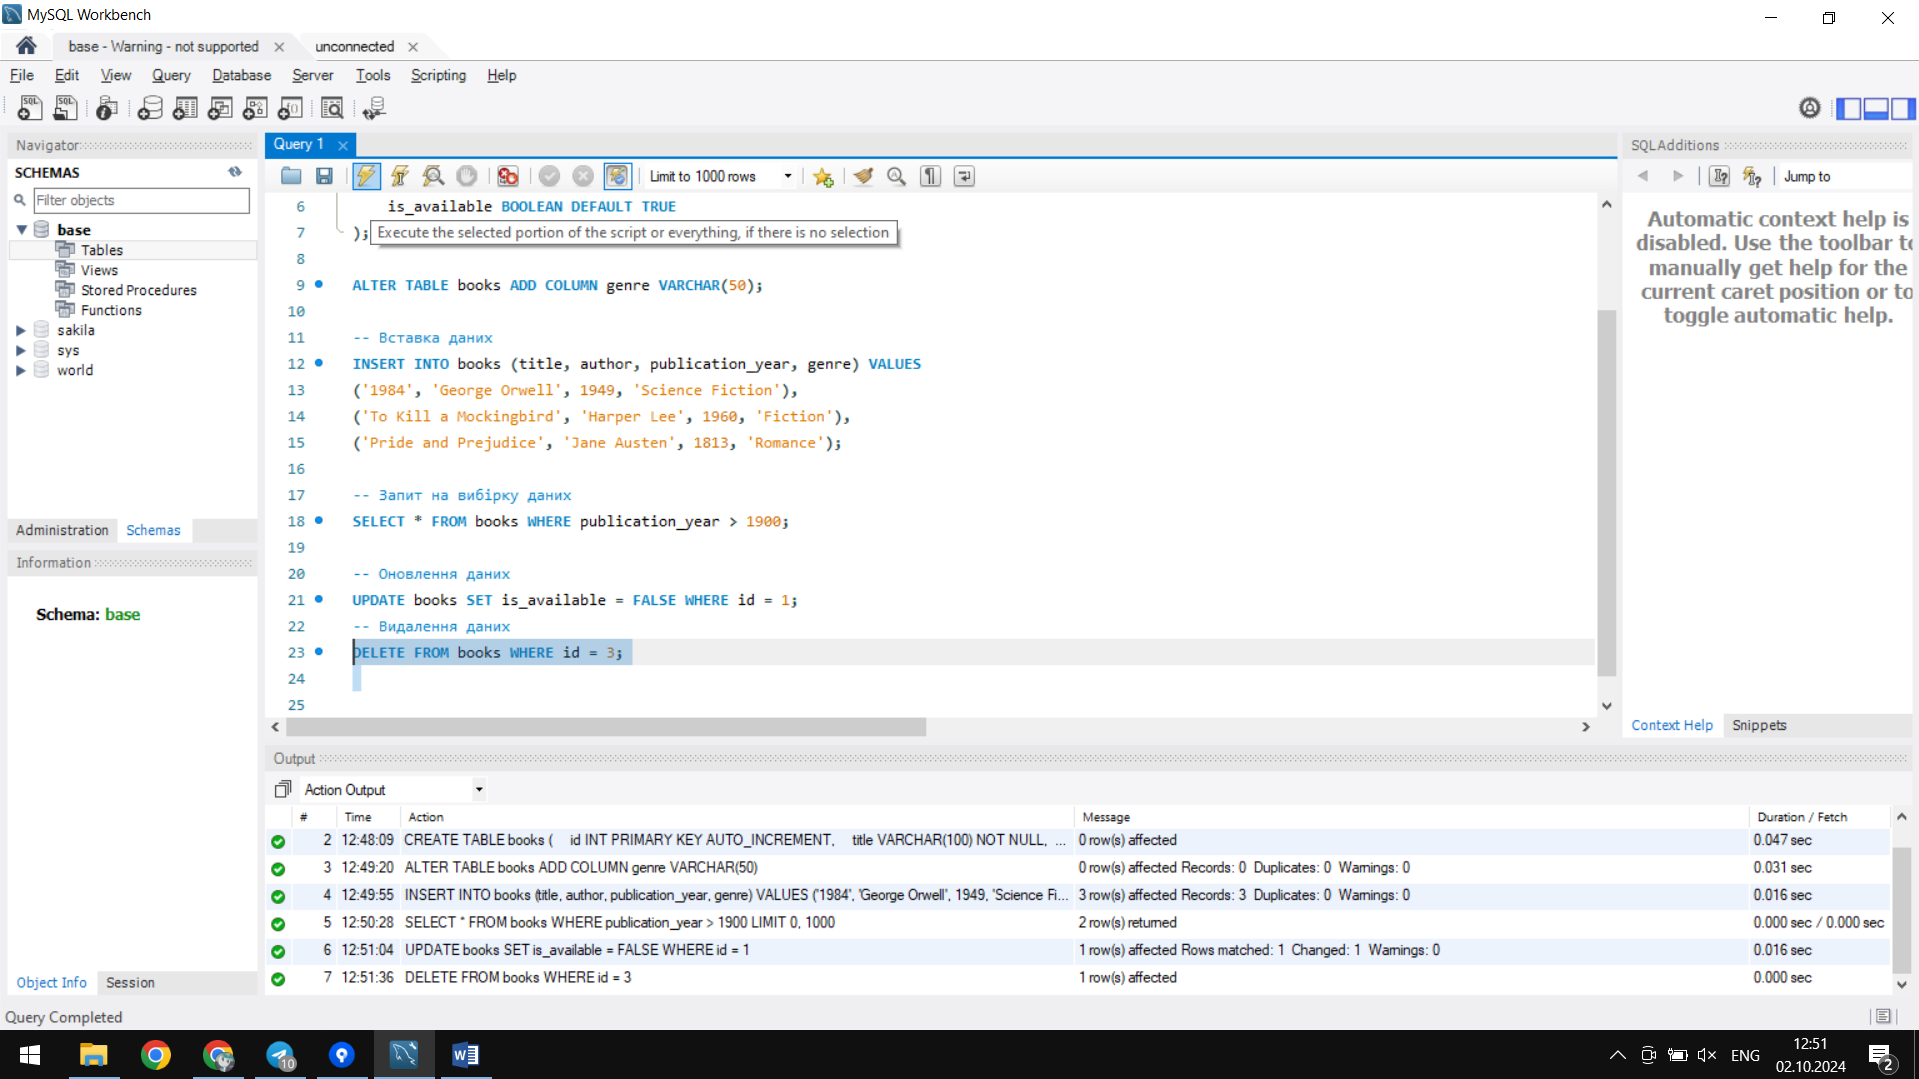 MySQL Workbench
base - Warning - not supported
unconnected
File Edit View Query Database Server Tools Scripting Help
Navigator
SCHEMAS
Filter objects
base
Tables
Views
Stored Procedures
Functions
sakila
sys
world
Administration Schemas
Information
Schema: base
Object Info Session
Query 1
Limit to 1000 rows
6 is_available BOOLEAN DEFAULT TRUE
7 );
Execute the selected portion of the script or everything, if there is no selection
8
9 ALTER TABLE books ADD COLUMN genre VARCHAR(50);
10
11 -- Вставка даних
12 INSERT INTO books (title, author, publication_year, genre) VALUES
13 ('1984', 'George Orwell', 1949, 'Science Fiction'),
14 ('To Kill a Mockingbird', 'Harper Lee', 1960, 'Fiction'),
15 ('Pride and Prejudice', 'Jane Austen', 1813, 'Romance');
16
17 -- Запит на вибірку даних
18 SELECT * FROM books WHERE publication_year > 1900;
19
20 -- Оновлення даних
21 UPDATE books SET is_available = FALSE WHERE id = 1;
22 -- Видалення даних
23 DELETE FROM books WHERE id = 3;
24
25
SQLAdditions
Jump to
Automatic context help is
disabled. Use the toolbar to
manually get help for the
current caret position or to
toggle automatic help.
Context Help Snippets
Output
Action Output
# Time Action Message Duration / Fetch
2 12:48:09 CREATE TABLE books ( id INT PRIMARY KEY AUTO_INCREMENT, title VARCHAR(100) NOT NULL, ... 0 row(s) affected 0.047 sec
3 12:49:20 ALTER TABLE books ADD COLUMN genre VARCHAR(50) 0 row(s) affected Records: 0 Duplicates: 0 Warnings: 0 0.031 sec
4 12:49:55 INSERT INTO books (title, author, publication_year, genre) VALUES ('1984', 'George Orwell', 1949, 'Science Fi... 3 row(s) affected Records: 3 Duplicates: 0 Warnings: 0 0.016 sec
5 12:50:28 SELECT * FROM books WHERE publication_year > 1900 LIMIT 0, 1000 2 row(s) returned 0.000 sec / 0.000 sec
6 12:51:04 UPDATE books SET is_available = FALSE WHERE id = 1 1 row(s) affected Rows matched: 1 Changed: 1 Warnings: 0 0.016 sec
7 12:51:36 DELETE FROM books WHERE id = 3 1 row(s) affected 0.000 sec
Query Completed
10
ENG
12:51
02.10.2024
2